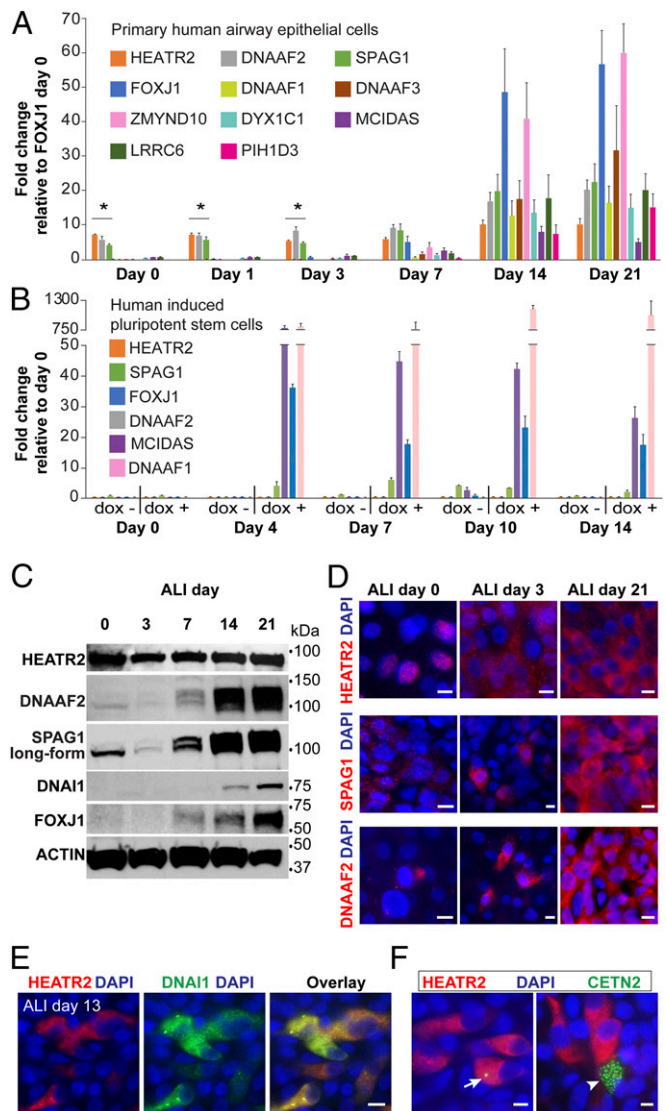 A
Primary human airway epithelial cells
HEATR2 DNAAF2 SPAG1
FOXJ1 DNAAF1 DNAAF3
ZMYND10 DYX1C1 MCIDAS
LRRC6 PIH1D3
Fold change
relative to FOXJ1 day 0
70
60
50
40
30
20
10
0
* * *
Day 0 Day 1 Day 3 Day 7 Day 14 Day 21
B
Human induced
pluripotent stem cells
HEATR2
SPAG1
FOXJ1
DNAAF2
MCIDAS
DNAAF1
Fold change
relative to day 0
1300
750
50
40
30
20
10
0
dox - dox + dox - dox + dox - dox + dox - dox + dox - dox +
Day 0 Day 4 Day 7 Day 10 Day 14
C
ALI day
0 3 7 14 21 kDa
HEATR2 100
DNAAF2 150
100
SPAG1
long-form 100
DNAI1 75
FOXJ1 75
50
ACTIN 50
37
D
ALI day 0 ALI day 3 ALI day 21
HEATR2 DAPI
SPAG1 DAPI
DNAAF2 DAPI
E
HEATR2 DAPI DNAI1 DAPI Overlay
ALI day 13
F
HEATR2 DAPI CETN2